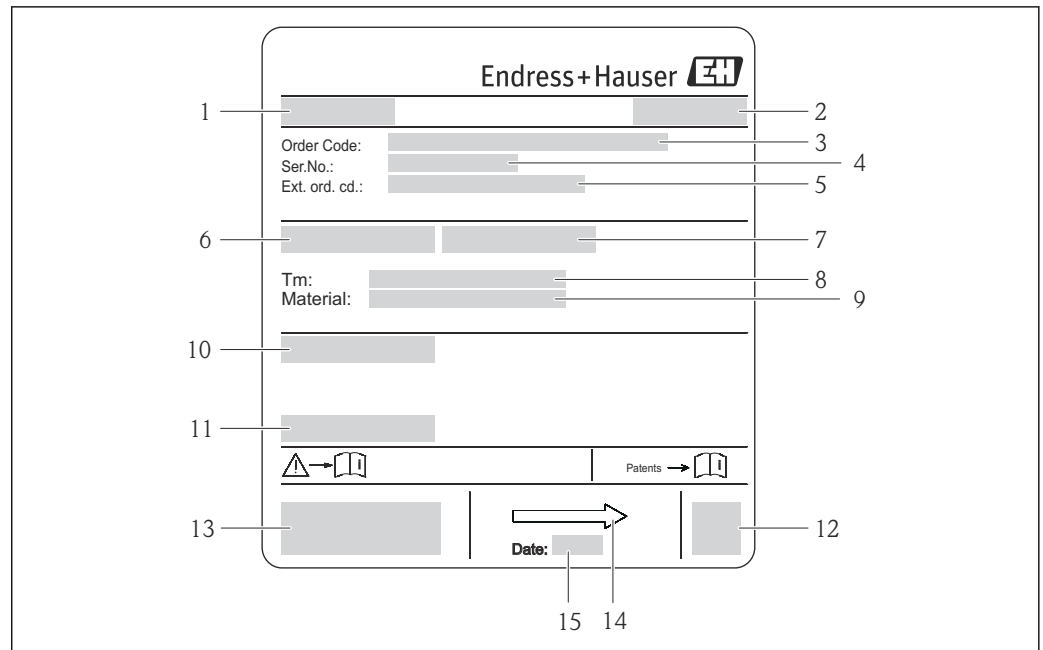 Endress+Hauser EH
1 2
Order Code: 3
Ser.No.: 4
Ext. ord. cd.: 5
6 7
Tm: 8
Material: 9
10
11
Patents
13 12
Date:
15 14